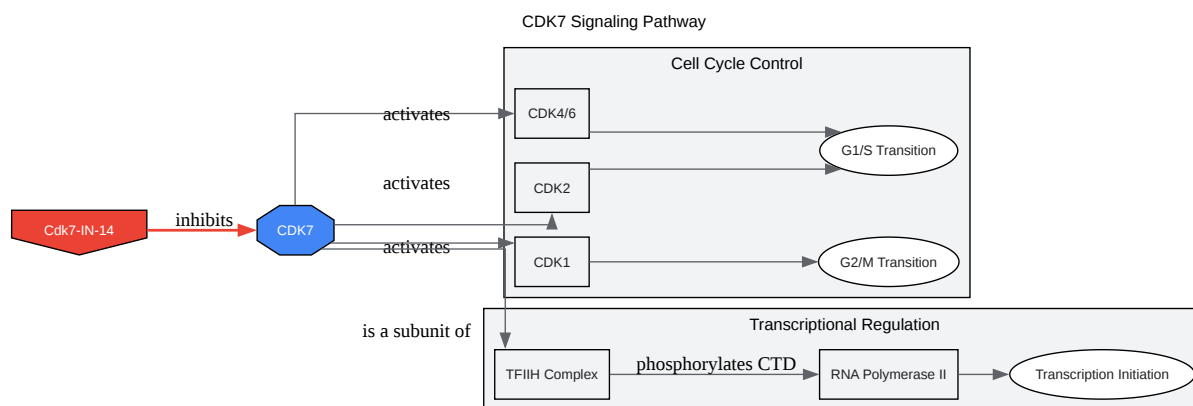 CDK7 Signaling Pathway
Cell Cycle Control
activates
CDK4/6
G1/S Transition
activates
CDK2
Cdk7-IN-14
inhibits
CDK7
activates
CDK1
G2/M Transition
is a subunit of
Transcriptional Regulation
TFIIH Complex
phosphorylates CTD
RNA Polymerase II
Transcription Initiation